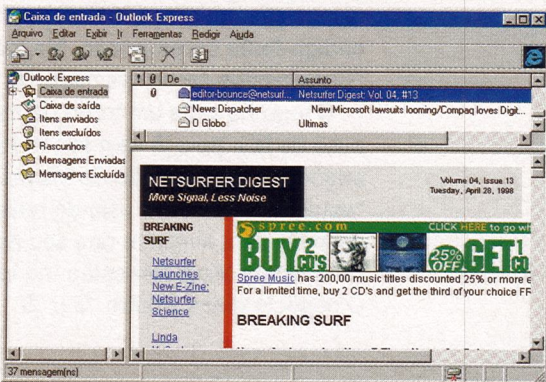 Caixa de entrada - Outlook Express
Arquivo Editar Exibir Ir Ferramentas Redigir Ajuda
Outlook Express
Caixa de entrada
Caixa de saída
Itens enviados
Itens excluídos
Rascunhos
Mensagens Enviadas
Mensagens Excluída
! De Assunto
editor-bounce@netsurf... Netsurfer Digest: Vol. 04, #13
News Dispatcher New Microsoft lawsuits looming/Compaq loves Digit...
O Globo Ultimas
NETSURFER DIGEST
More Signal, Less Noise
Volume 04, Issue 13
Tuesday, April 28, 1998
BREAKING
SURF
Netsurfer
Launches
New E-Zine:
Netsurfer
Science
Linda
spree.com CLICK HERE to go wh
BUY 2 CD'S 25% OFF GET 1 CD
Spree Music has 200,00 music titles discounted 25% or more e
For a limited time, buy 2 CD's and get the third of your choice FR
BREAKING SURF
37 mensagem(ns)